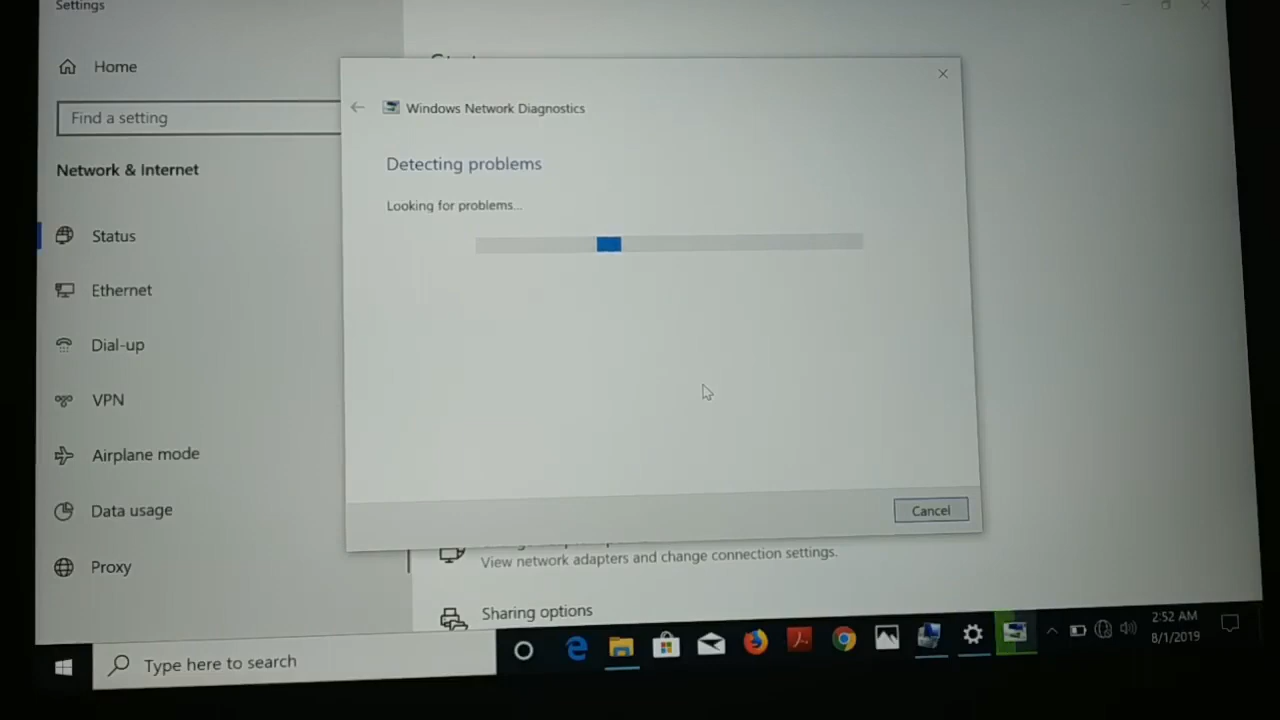 Settings
Home
Find a setting
Network & Internet
Status
Ethernet
Dial-up
VPN
Airplane mode
Data usage
Proxy
Windows Network Diagnostics
Detecting problems
Looking for problems...
Cancel
View network adapters and change connection settings.
Sharing options
Type here to search
2:52 AM
8/1/2019